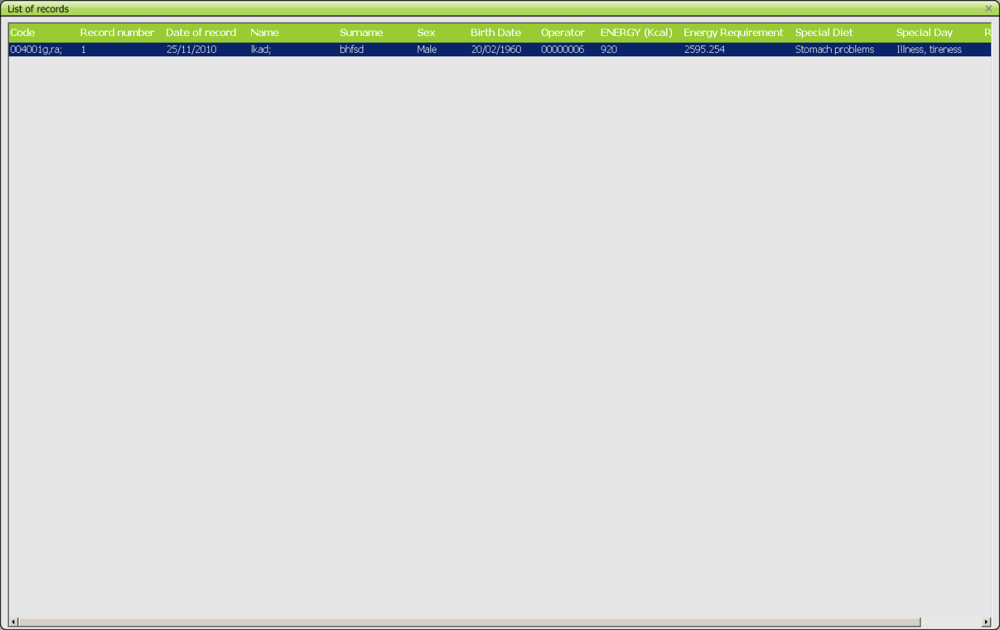 List of records
Code Record number Date of record Name Surname Sex Birth Date Operator ENERGY (Kcal) Energy Requirement Special Diet Special Day R
004001g,ra; 1 25/11/2010 lkad; bhfsd Male 20/02/1960 00000006 920 2595.254 Stomach problems Illness, tireness